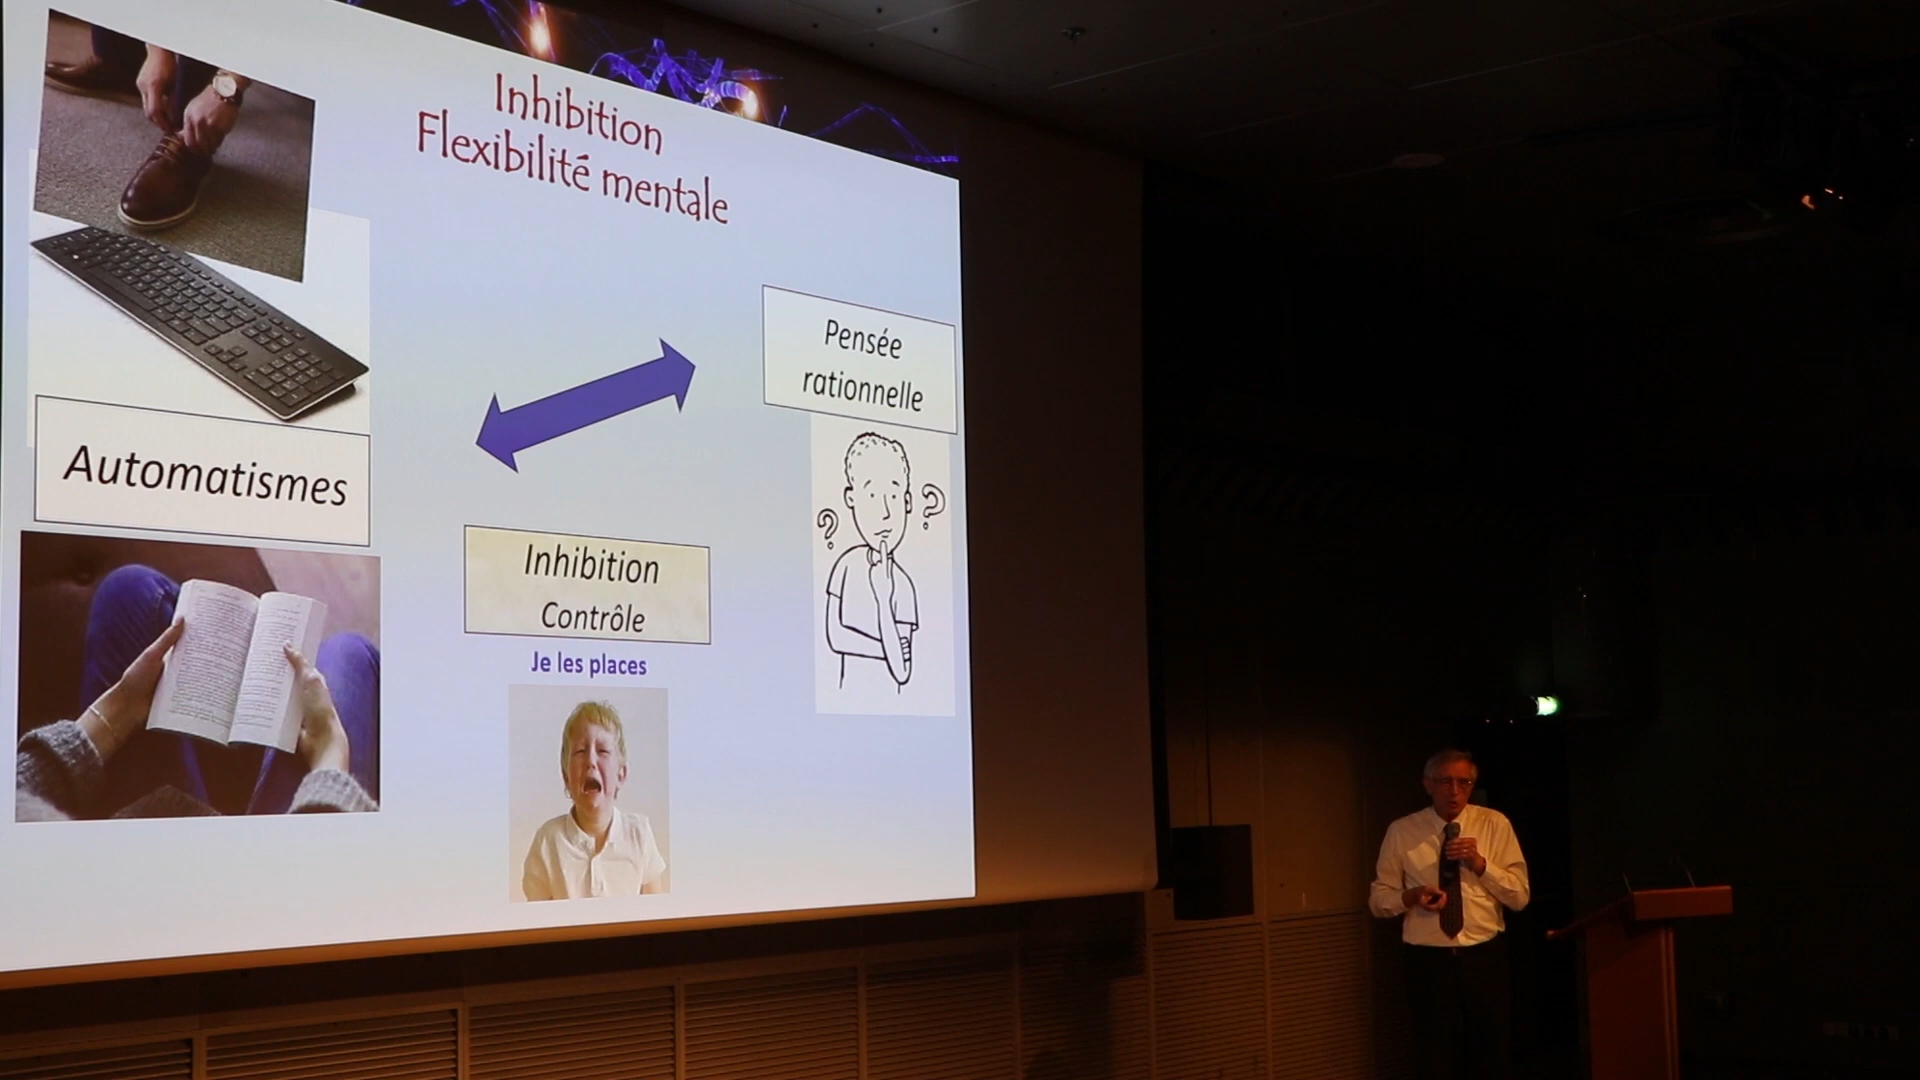 Inhibition
Flexibilité mentale
Pensée
rationnelle
Automatismes
Inhibition
Contrôle
Je les places
?
?